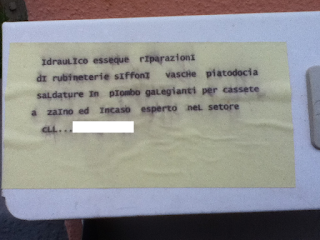 IdrauLIco esseque rIparazIonI
dI rubimeterie sIffonI vascHe piatodocia
saLdature In pIombo gaLegianti per cassete
a zaIno ed Incaso esperto neL setore
cLL...